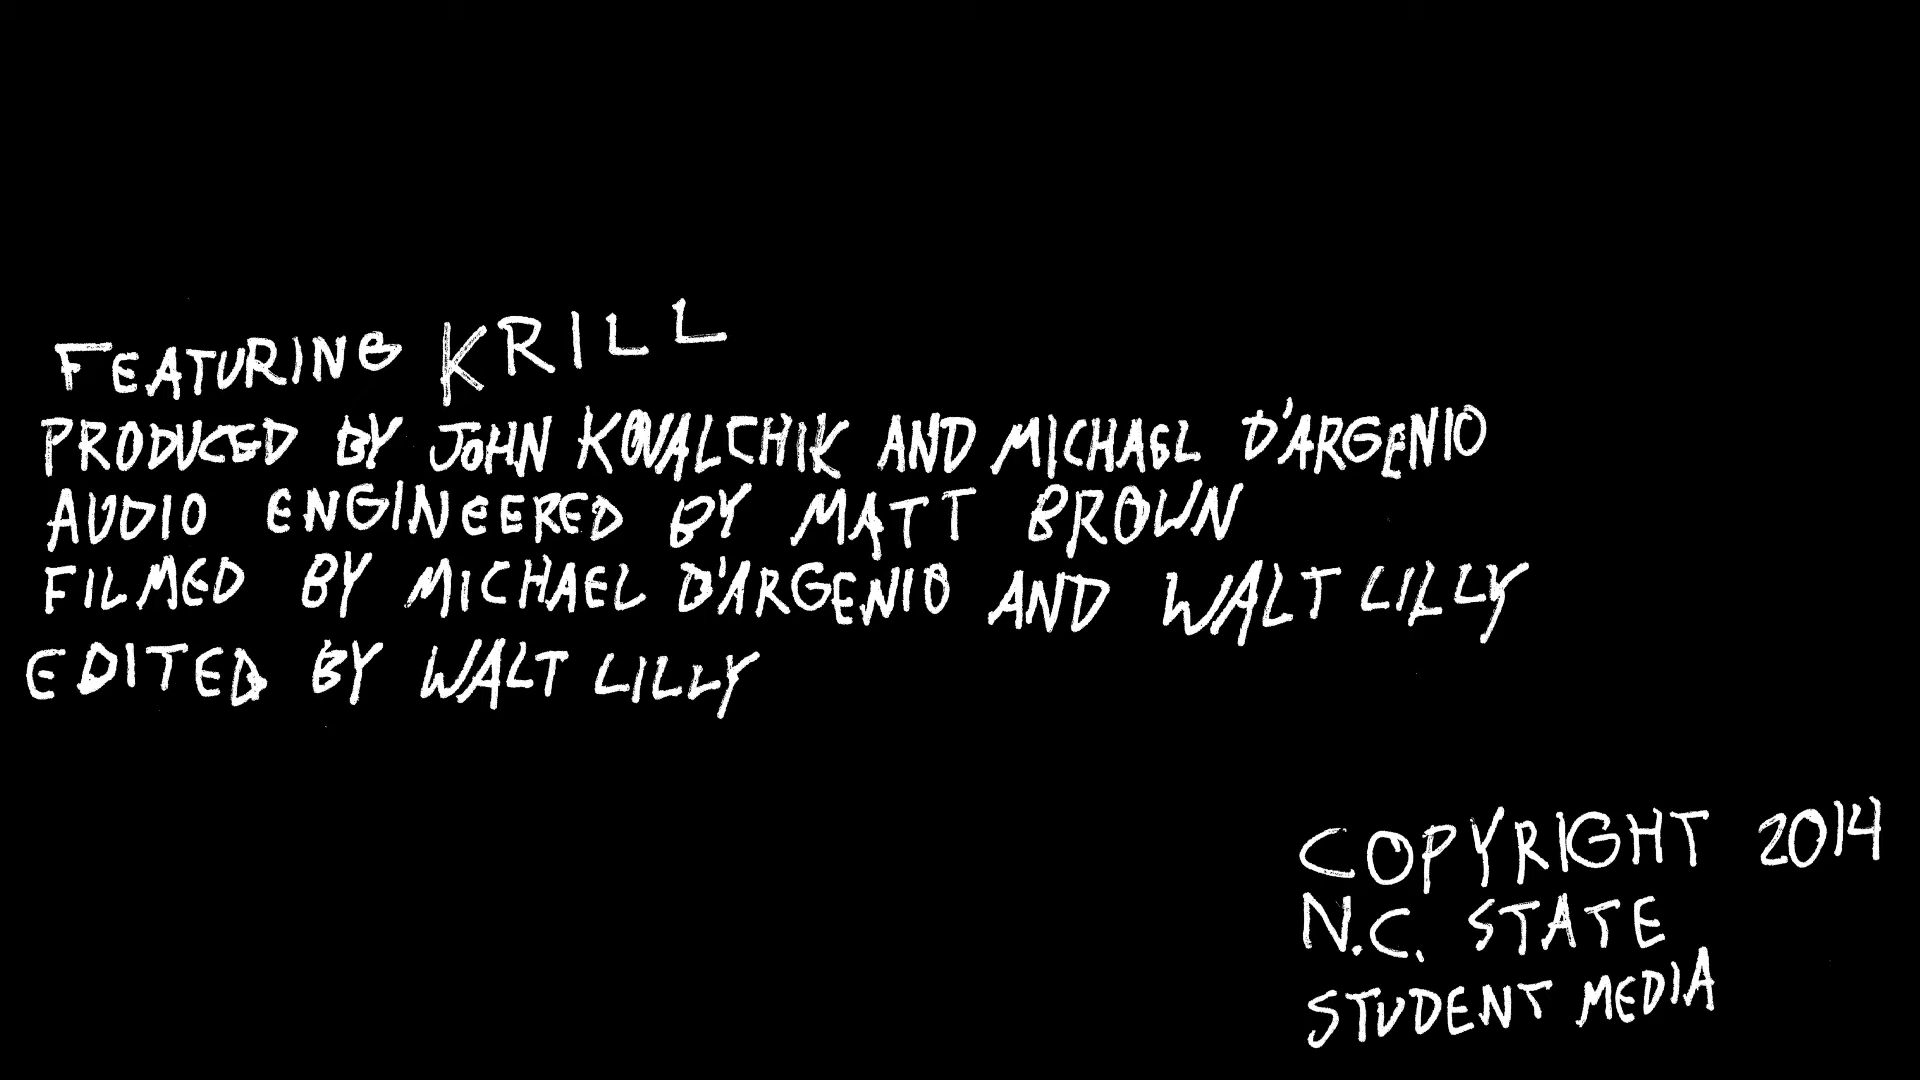 FEATURING KRILL
PRODUCED BY JOHN KOVALCHIK AND MICHAEL D'ARGENIO
AUDIO ENGINEERED BY MATT BROWN
FILMED BY MICHAEL D'ARGENIO AND WALT LILLY
EDITED BY WALT LILLY
COPYRIGHT 2014
N.C. STATE
STUDENT MEDIA